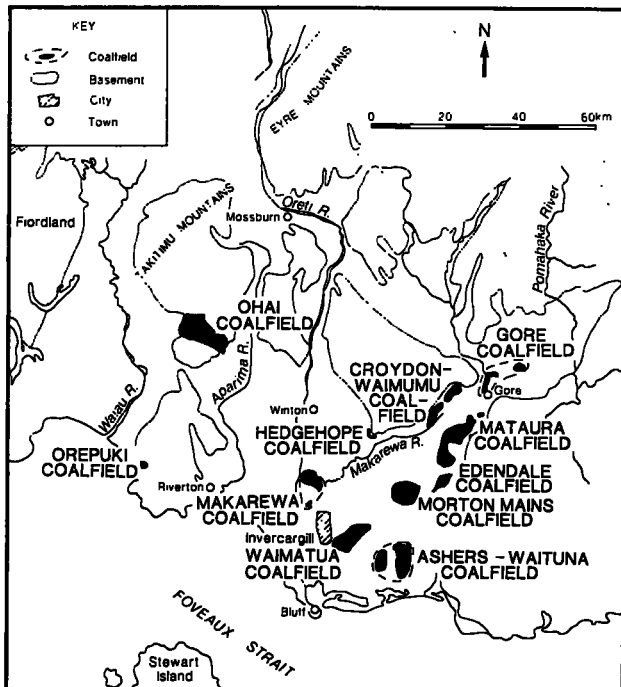 KEY
Coalfield
Basement
City
Town
N
0 20 40 60km
EYRE MOUNTAINS
Oreti R.
Mossburn
Fiordland
TAKITIMU MOUNTAINS
Pomahaka River
OHAI
COALFIELD
GORE
COALFIELD
Gore
CROYDON-
WAIMUMU
COAL-
FIELD
Aparima R.
Waiau R.
Winton
HEDGEHOPE
COALFIELD
Makarewa R.
MATAURA
COALFIELD
OREPUKI
COALFIELD
EDENDALE
COALFIELD
Riverton
MAKAREWA
COALFIELD
MORTON MAINS
COALFIELD
Invercargill
WAIMATUA
COALFIELD
ASHERS-WAITUNA
COALFIELD
Bluff
FOVEAUX STRAIT
Stewart
Island